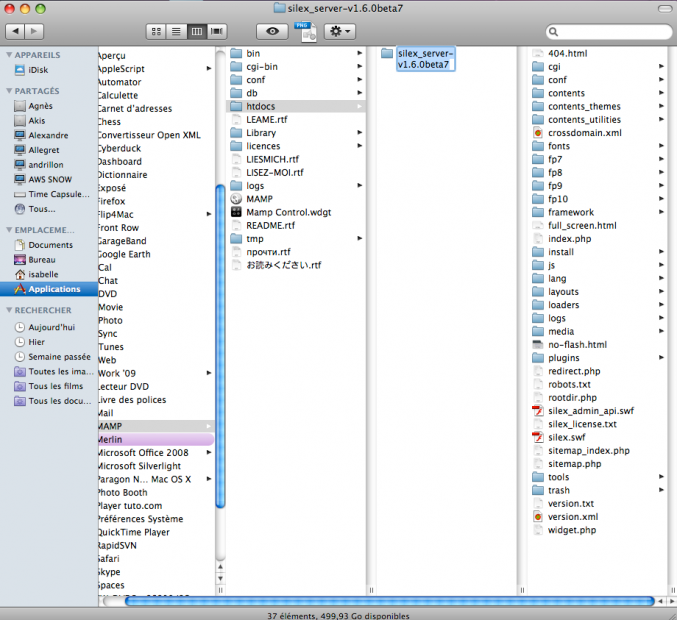 silex_server-v1.6.0beta7
PNG
APPAREILS
iDisk
PARTAGÉS
Agnès
Akis
Alexandre
Allegret
andrillon
AWS SNOW
Time Capsule...
Tous...
EMPLACEME...
Documents
Bureau
isabelle
Applications
RECHERCHER
Aujourd'hui
Hier
Semaine passée
Toutes les ima...
Tous les films
Tous les docu...
Aperçu
AppleScript
Automator
Calculette
Carnet d'adresses
Chess
Convertisseur Open XML
Cyberduck
Dashboard
Dictionnaire
Exposé
Firefox
Flip4Mac
Front Row
GarageBand
Google Earth
Cal
Chat
DVD
Movie
Photo
Sync
Tunes
Web
Work '09
Lecteur DVD
Livre des polices
Mail
MAMP
Merlin
Microsoft Office 2008
Microsoft Silverlight
Paragon N... Mac OS X
Photo Booth
Player tuto.com
Préférences Système
QuickTime Player
RapidSVN
Safari
Skype
Spaces
bin
cgi-bin
conf
db
htdocs
LEAME.rtf
Library
licences
LIESMICH.rtf
LISEZ-MOI.rtf
logs
MAMP
Mamp Control.wdgt
README.rtf
tmp
прочти.rtf
お読みください.rtf
silex_server-
v1.6.0beta7
404.html
cgi
conf
contents
contents_themes
contents_utilities
crossdomain.xml
fonts
fp7
fp8
fp9
fp10
framework
full_screen.html
index.php
install
js
lang
layouts
loaders
logs
media
no-flash.html
plugins
redirect.php
robots.txt
rootdir.php
silex_admin_api.swf
silex_license.txt
silex.swf
sitemap_index.php
sitemap.php
tools
trash
version.txt
version.xml
widget.php
37 éléments, 499,93 Go disponibles